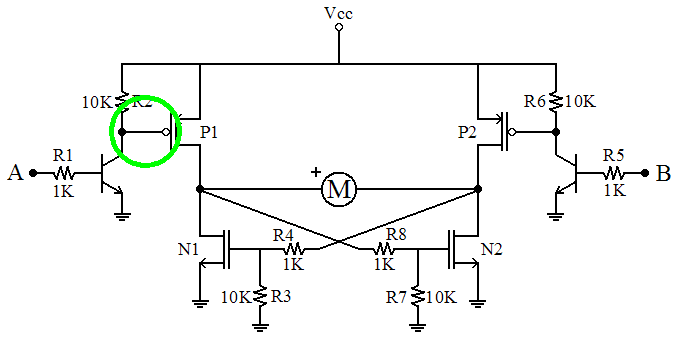 Vcc
10K R2
P1
P2
R6 10K
A
R1
1K
+
M
R5
1K
B
N1
R4
1K
R8
1K
N2
10K R3
R7 10K